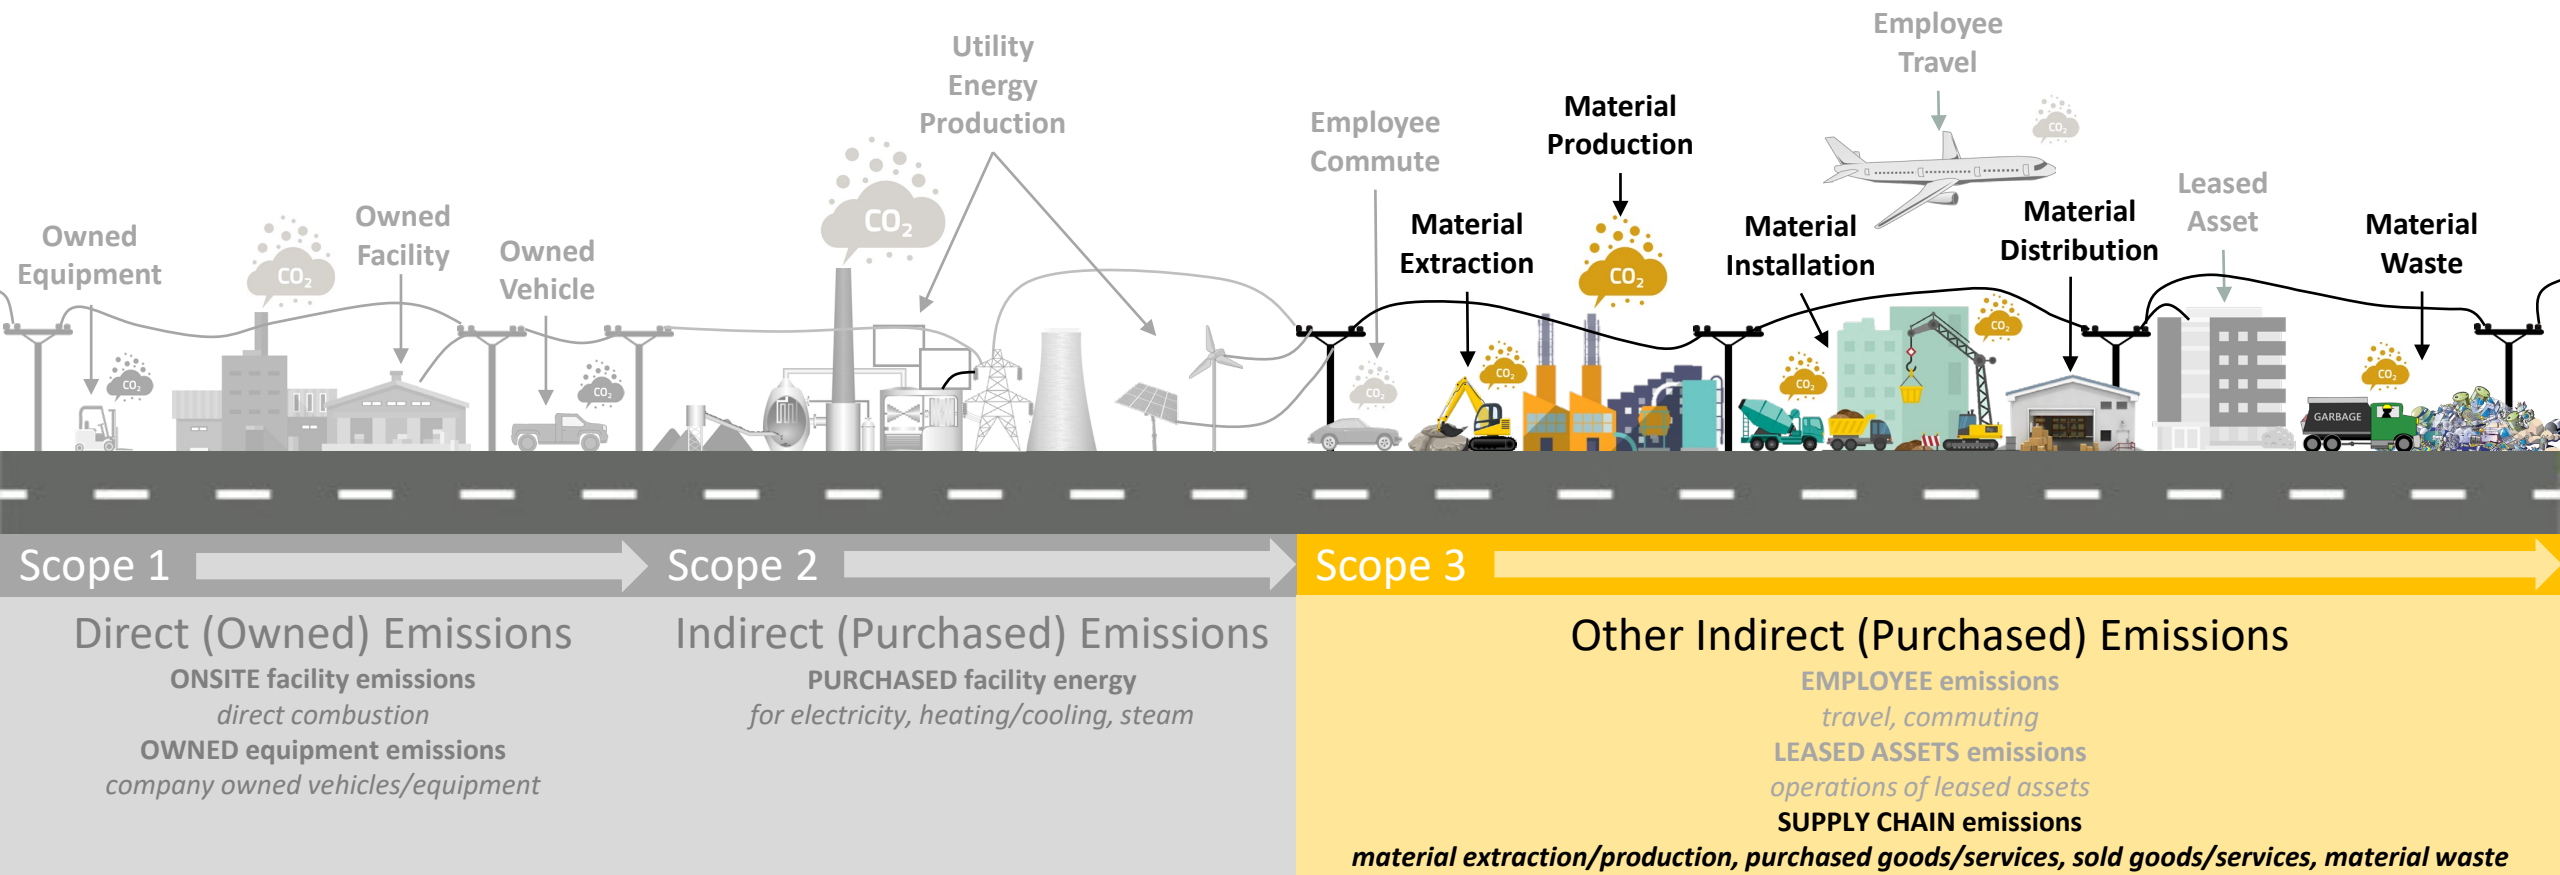 Employee
Travel
Utility
Energy
Production
Material
Production
Employee
Commute
CO2
Leased
Asset
Owned
Facility
Material
Extraction
Material
Installation
Material
Distribution
Material
Waste
Owned
Equipment
Owned
Vehicle
CO2
CO2
CO2
CO2
CO2
CO2
CO2
CO2
CO2
CO2
CO2
GARBAGE
Scope 1
Scope 2
Scope 3
Direct (Owned) Emissions
ONSITE facility emissions
direct combustion
OWNED equipment emissions
company owned vehicles/equipment
Indirect (Purchased) Emissions
PURCHASED facility energy
for electricity, heating/cooling, steam
Other Indirect (Purchased) Emissions
EMPLOYEE emissions
travel, commuting
LEASED ASSETS emissions
operations of leased assets
SUPPLY CHAIN emissions
material extraction/production, purchased goods/services, sold goods/services, material waste